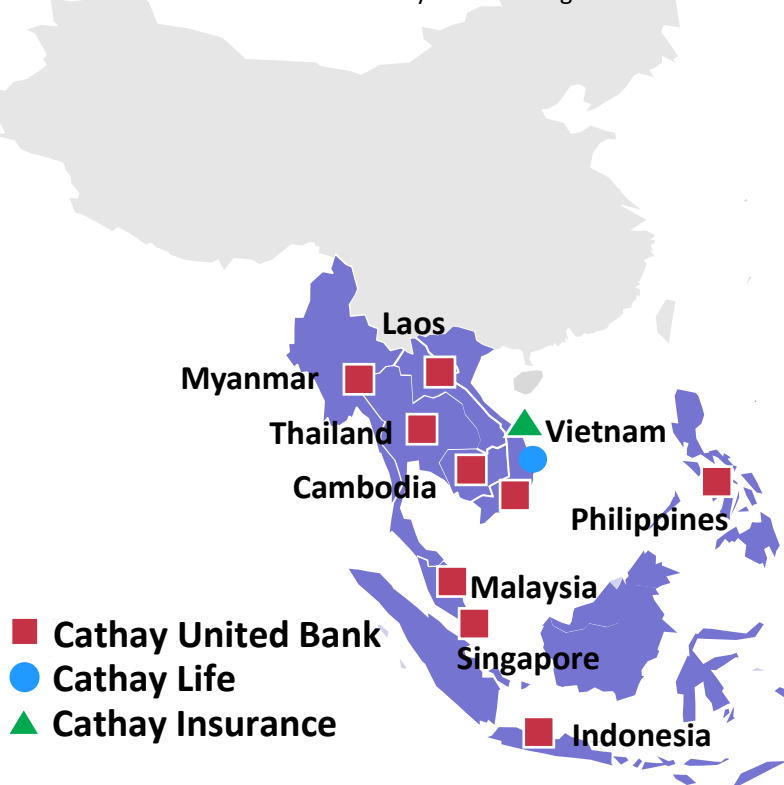 Laos
Myanmar
Thailand
Vietnam
Cambodia
Philippines
Malaysia
Cathay United Bank
Singapore
Cathay Life
Cathay Insurance
Indonesia